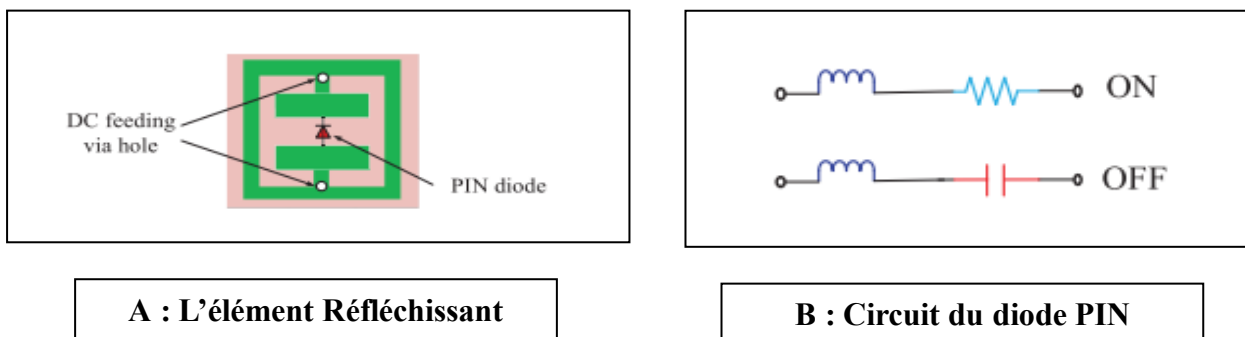 DC feeding
via hole
PIN diode
ON
OFF
A : L’élément Réfléchissant
B : Circuit du diode PIN